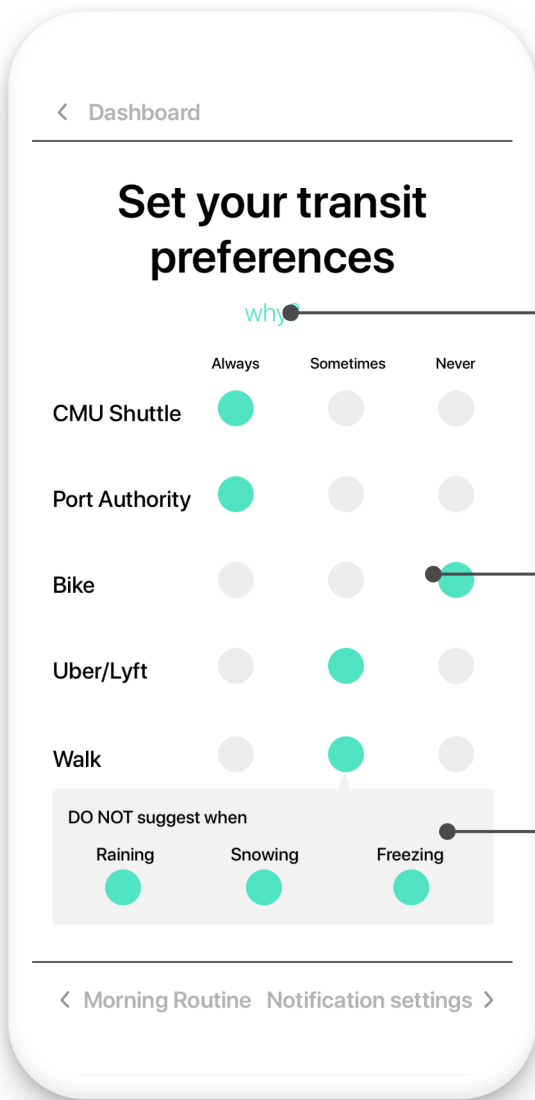 Dashboard
Set your transit
preferences
why?
Always Sometimes Never
CMU Shuttle
Port Authority
Bike
Uber/Lyft
Walk
DO NOT suggest when
Raining Snowing Freezing
Morning Routine Notification settings